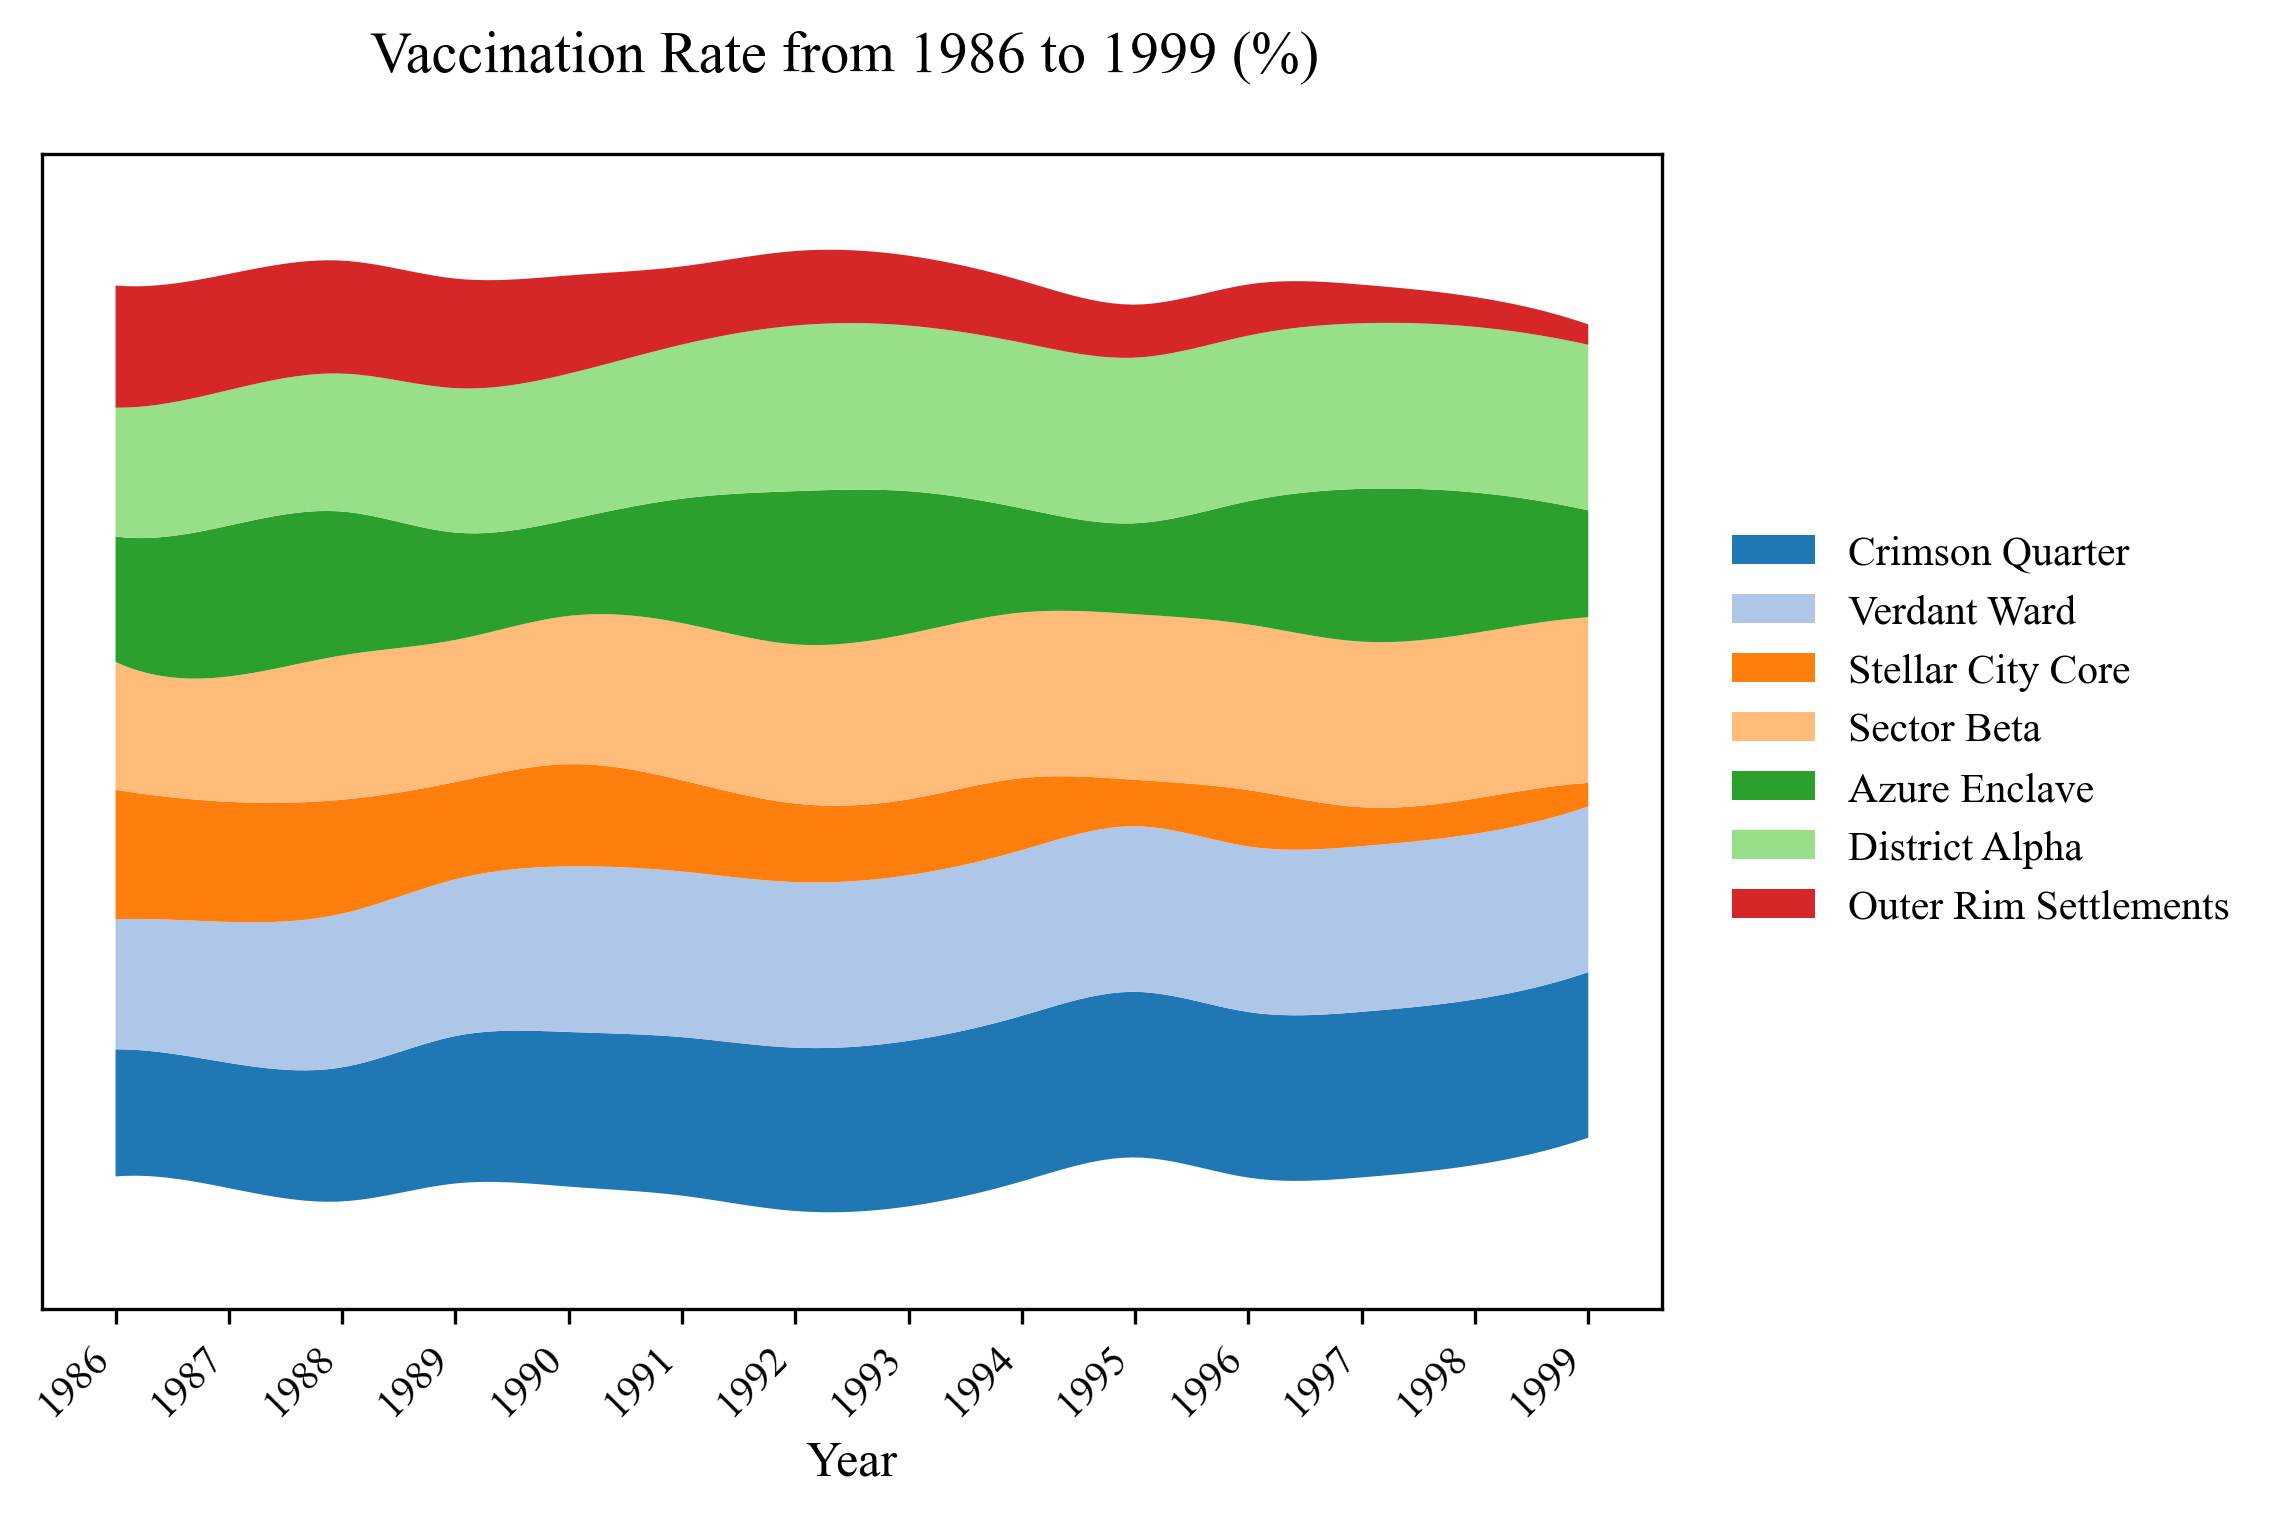 Vaccination Rate from 1986 to 1999 (%)
Crimson Quarter
Verdant Ward
Stellar City Core
Sector Beta
Azure Enclave
District Alpha
Outer Rim Settlements
1986
1987
1988
1989
1990
1991
1992
1993
1994
1995
1996
1997
1998
1999
Year